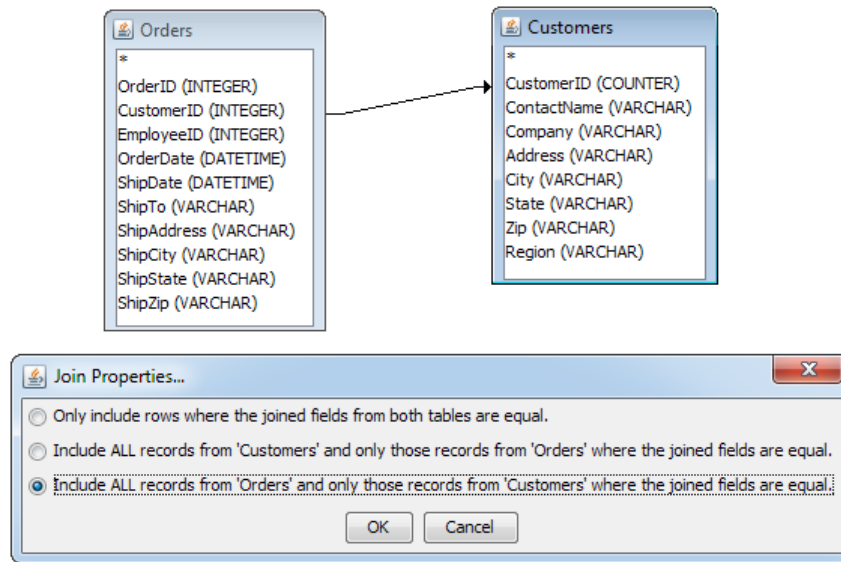 Orders
*
OrderID (INTEGER)
CustomerID (INTEGER)
EmployeeID (INTEGER)
OrderDate (DATETIME)
ShipDate (DATETIME)
ShipTo (VARCHAR)
ShipAddress (VARCHAR)
ShipCity (VARCHAR)
ShipState (VARCHAR)
ShipZip (VARCHAR)
Customers
*
CustomerID (COUNTER)
ContactName (VARCHAR)
Company (VARCHAR)
Address (VARCHAR)
City (VARCHAR)
State (VARCHAR)
Zip (VARCHAR)
Region (VARCHAR)
Join Properties...
Only include rows where the joined fields from both tables are equal.
Include ALL records from 'Customers' and only those records from 'Orders' where the joined fields are equal.
Include ALL records from 'Orders' and only those records from 'Customers' where the joined fields are equal.
OK
Cancel